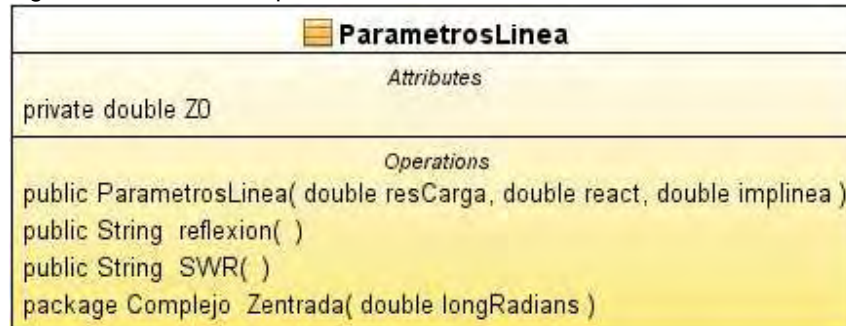 ParametrosLinea
Attributes
private double Z0
Operations
public ParametrosLinea( double resCarga, double react, double implinea )
public String reflexion( )
public String SWR( )
package Complejo Zentrada( double longRadians )